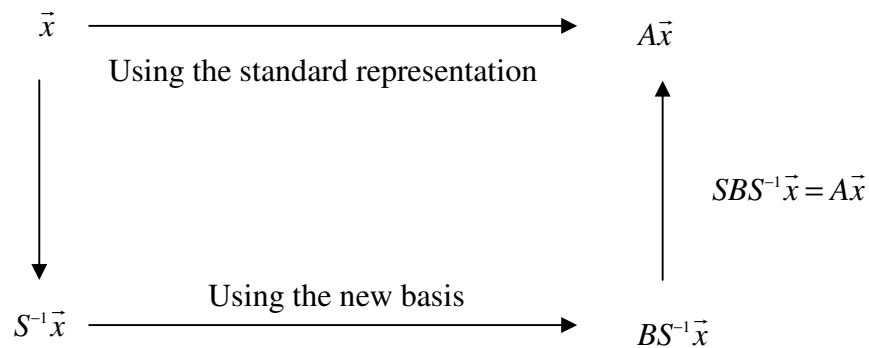 x⃗ Ax⃗
Using the standard representation
SBS⁻¹x⃗ = Ax⃗
Using the new basis
S⁻¹x⃗ BS⁻¹x⃗